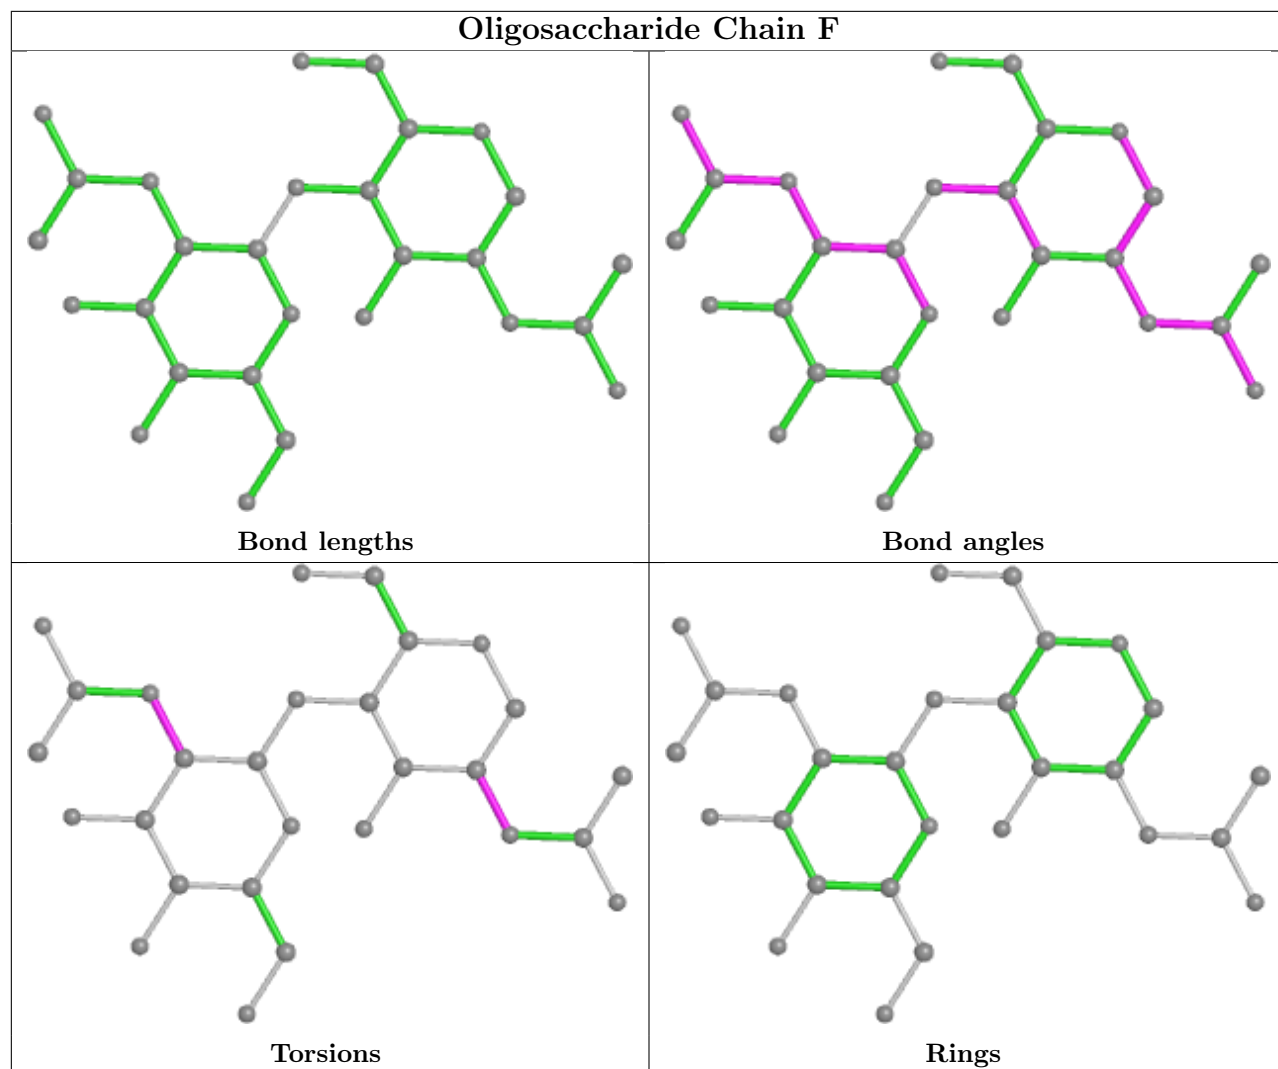 Oligosaccharide Chain F
Bond lengths
Bond angles
Torsions
Rings